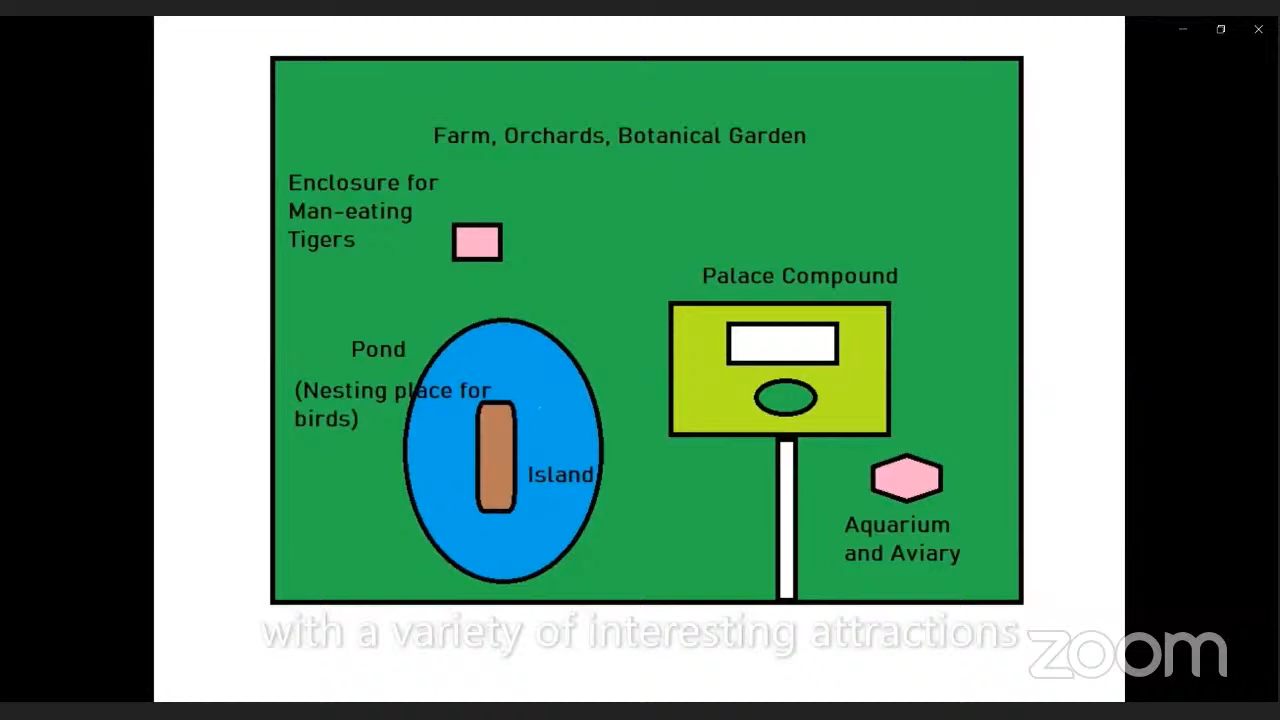 Farm, Orchards, Botanical Garden
Enclosure for
Man-eating
Tigers
Palace Compound
Pond
(Nesting place for
birds)
Island
Aquarium
and Aviary
with a variety of interesting attractions
zoom